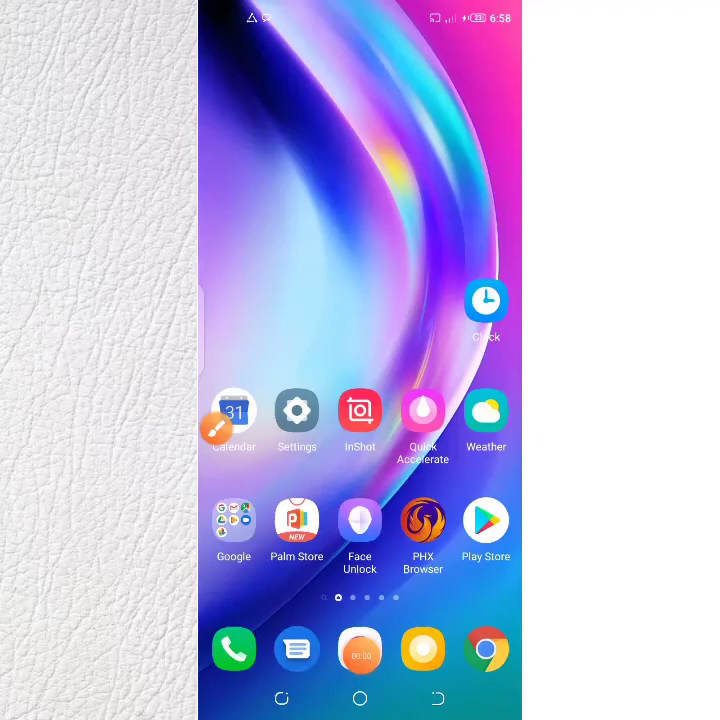 23 6:58
Clock
31
Calendar Settings InShot Quick Accelerate Weather
NEW
Google Palm Store Face Unlock PHX Browser Play Store
00:00